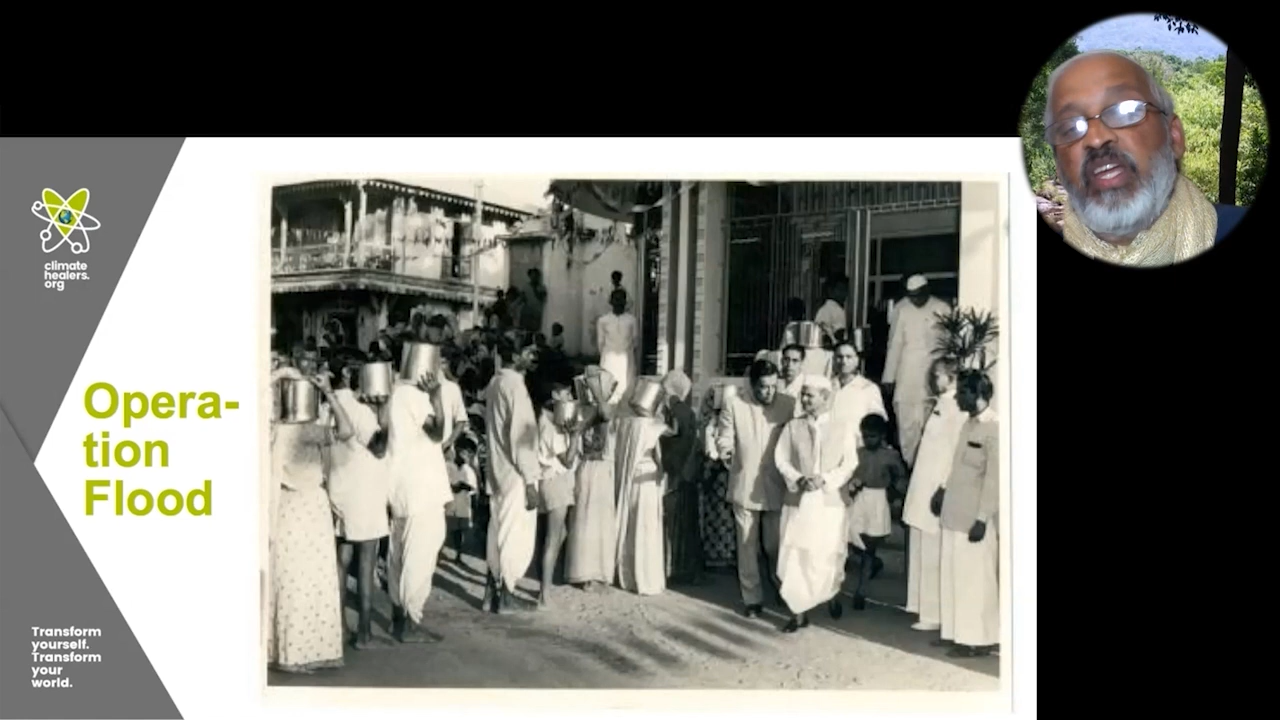 climate
healers.
org
Opera-
tion
Flood
Transform
yourself.
Transform
your
world.